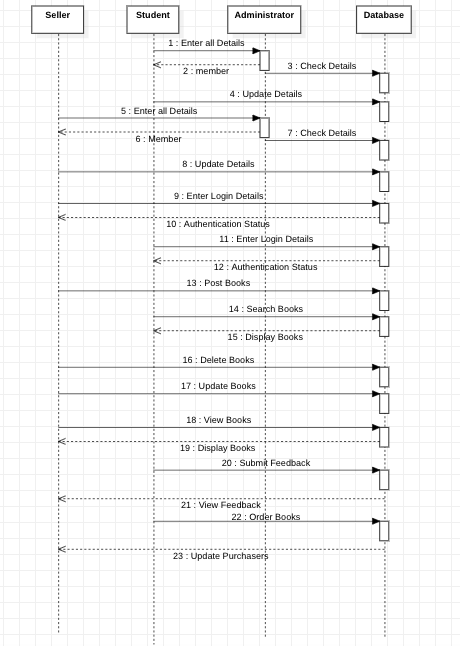 Seller Student Administrator Database
1 : Enter all Details
2 : member
3 : Check Details
4 : Update Details
5 : Enter all Details
6 : Member
7 : Check Details
8 : Update Details
9 : Enter Login Details
10 : Authentication Status
11 : Enter Login Details
12 : Authentication Status
13 : Post Books
14 : Search Books
15 : Display Books
16 : Delete Books
17 : Update Books
18 : View Books
19 : Display Books
20 : Submit Feedback
21 : View Feedback
22 : Order Books
23 : Update Purchasers